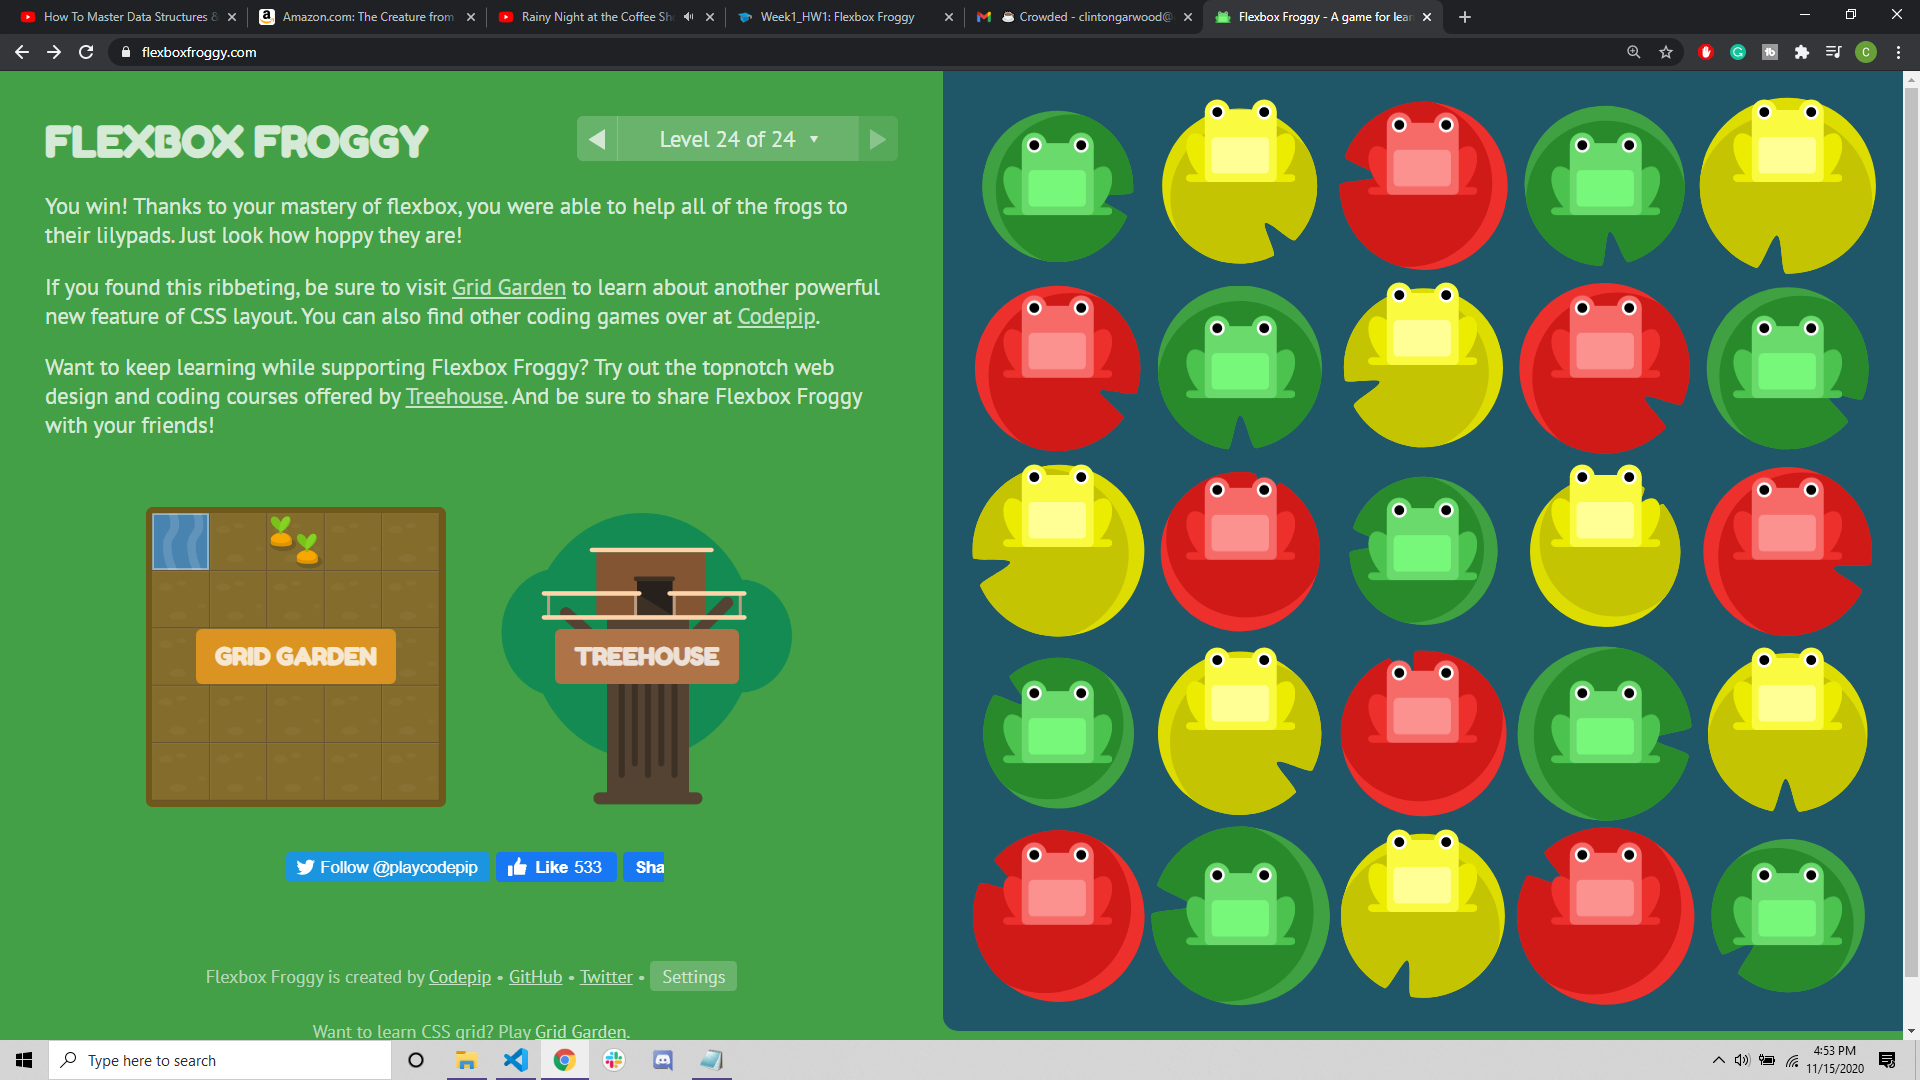 How To Master Data Structures &
Amazon.com: The Creature from
Rainy Night at the Coffee Sh
Week1_HW1: Flexbox Froggy
Crowded - clintongarwood@
Flexbox Froggy - A game for lear
flexboxfroggy.com
C
FLEXBOX FROGGY
Level 24 of 24
You win! Thanks to your mastery of flexbox, you were able to help all of the frogs to
their lilypads. Just look how hoppy they are!
If you found this ribbeting, be sure to visit Grid Garden to learn about another powerful
new feature of CSS layout. You can also find other coding games over at Codepip.
Want to keep learning while supporting Flexbox Froggy? Try out the topnotch web
design and coding courses offered by Treehouse. And be sure to share Flexbox Froggy
with your friends!
GRID GARDEN
TREEHOUSE
Follow @playcodepip
Like 533
Sha
Flexbox Froggy is created by Codepip • GitHub • Twitter • Settings
Want to learn CSS grid? Play Grid Garden.
Type here to search
4:53 PM
11/15/2020